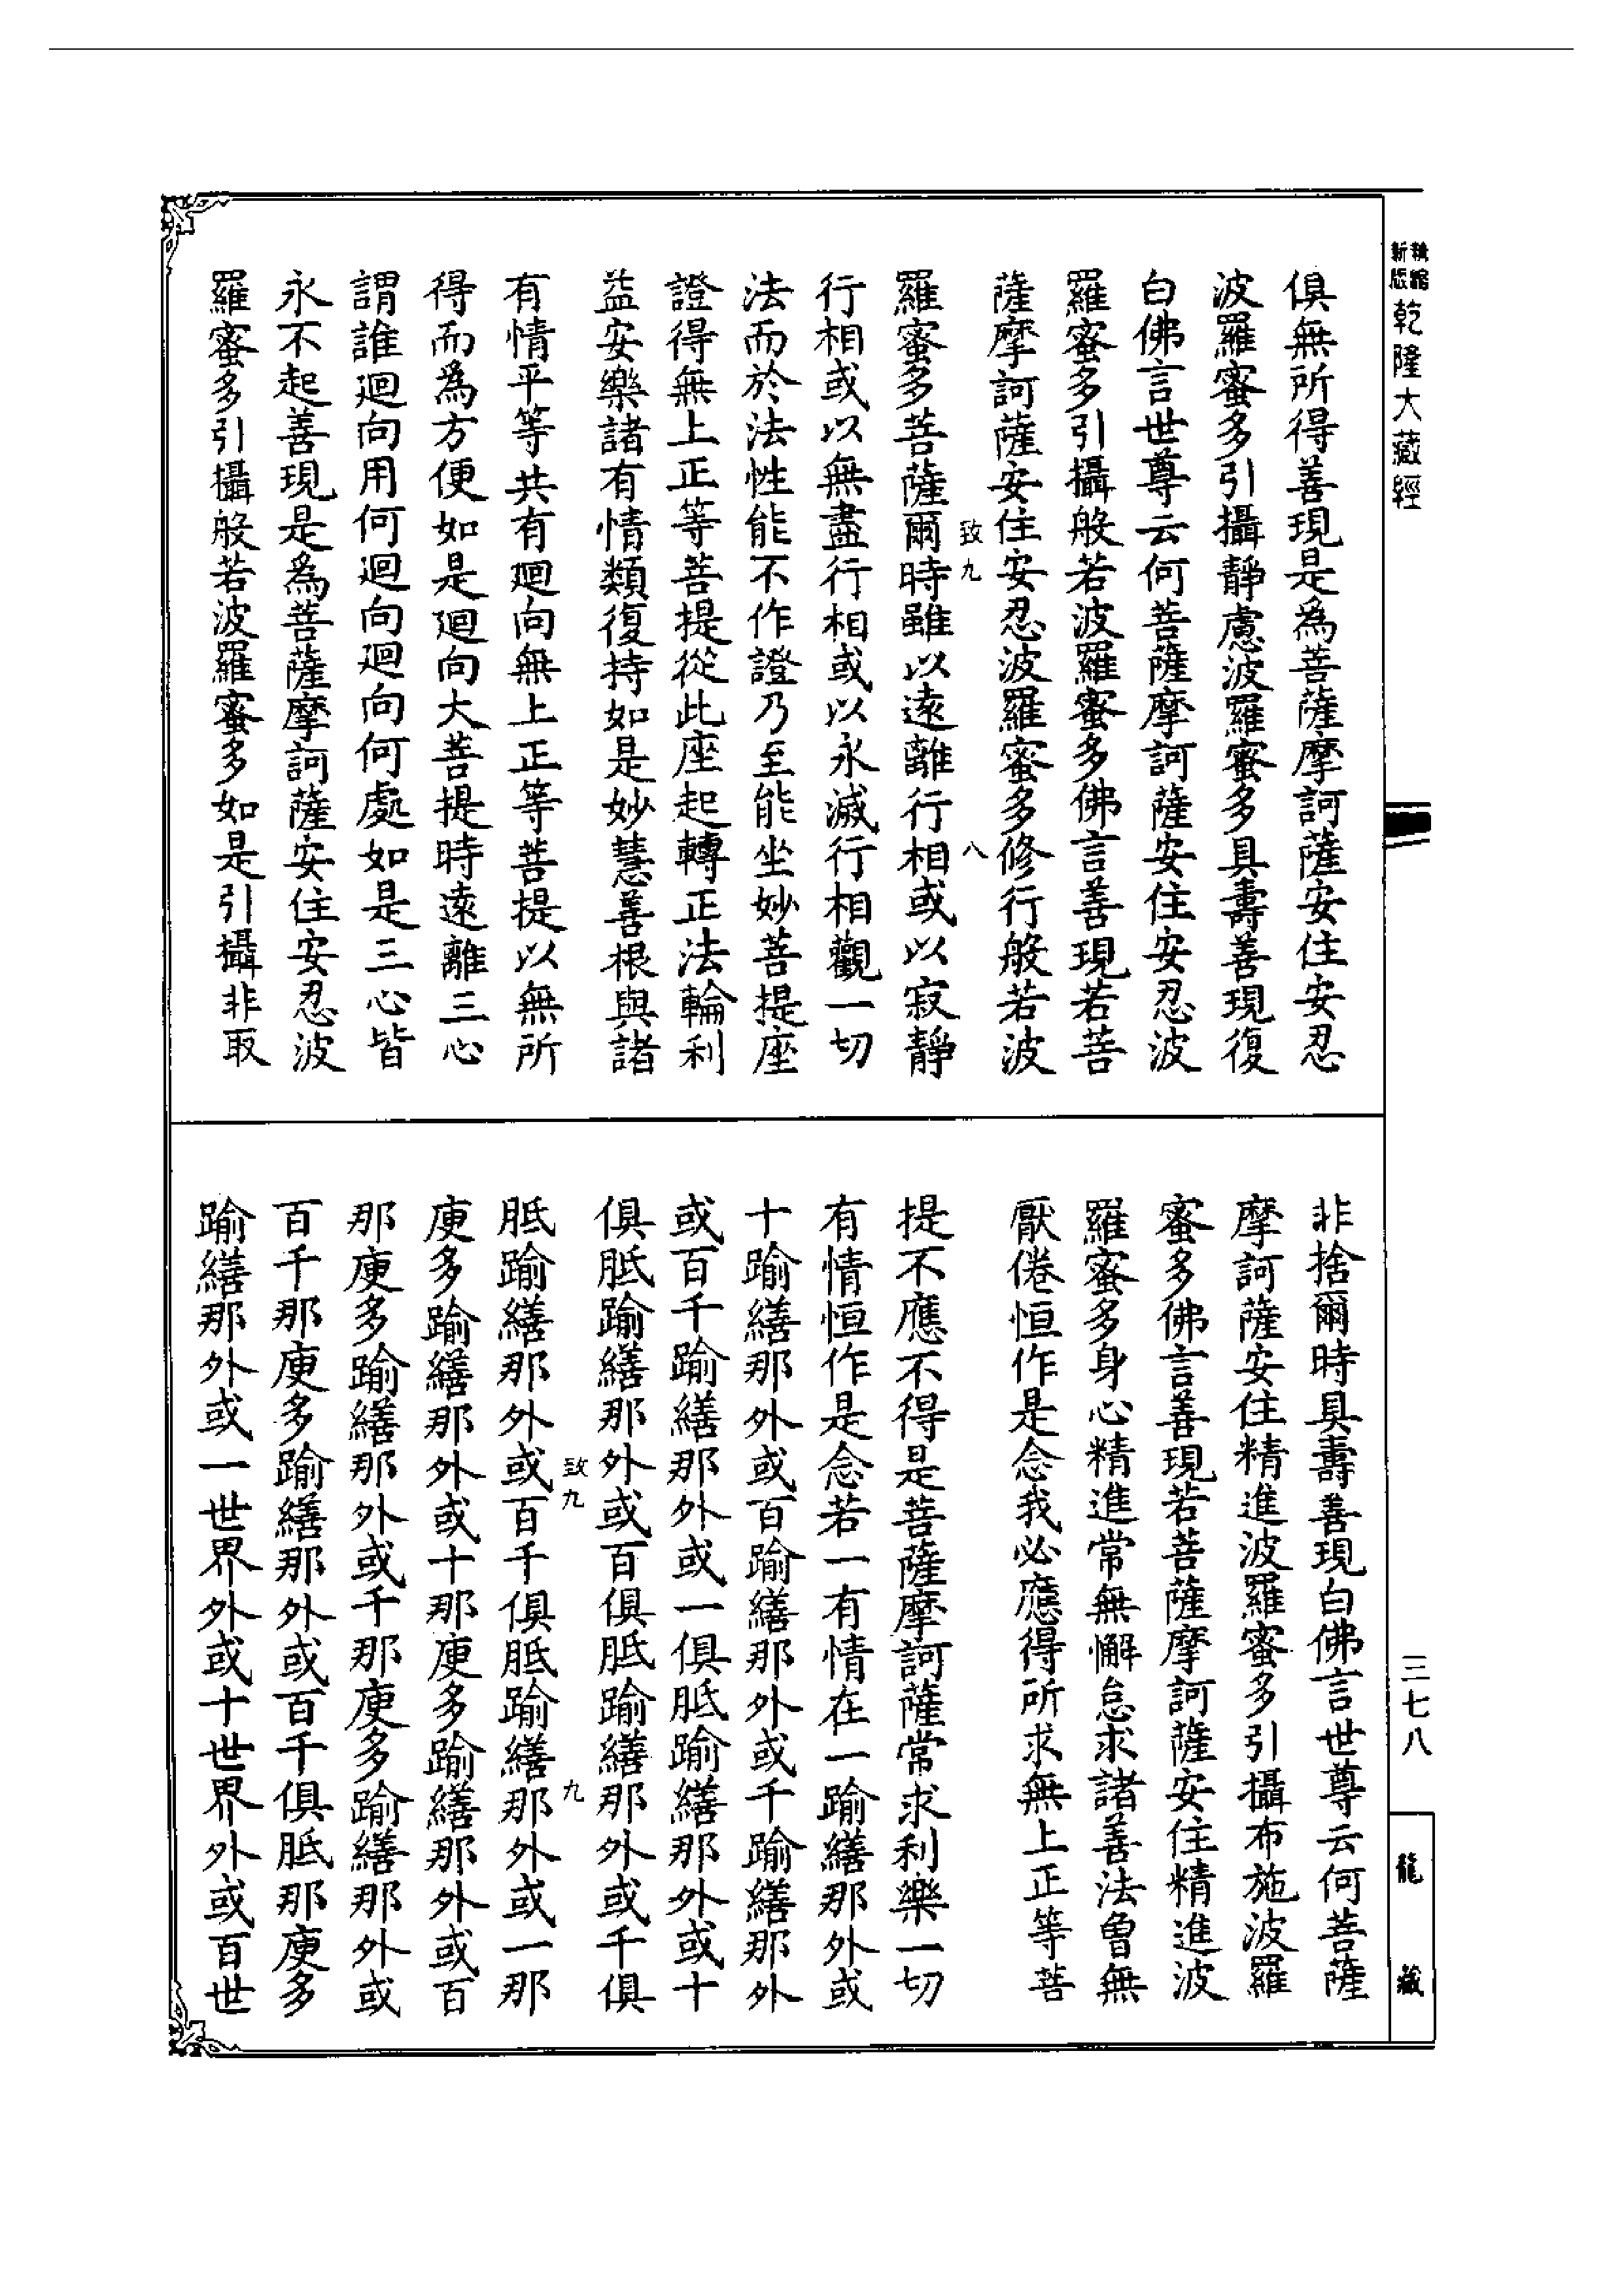 新編縮版乾隆大藏經
俱無所得善現是為菩薩摩訶薩安住安忍
波羅蜜多引攝靜慮波羅蜜多具壽善現復
白佛言世尊云何菩薩摩訶薩安住安忍波
羅蜜多引攝般若波羅蜜多佛言善現若菩
薩摩訶薩安住安忍波羅蜜多修行般若波
致九 八
羅蜜多菩薩爾時雖以遠離行相或以寂靜
行相或以無盡行相或以永滅行相觀一切
法而於法性能不作證乃至能坐妙菩提座
證得無上正等菩提從此座起轉正法輪利
益安樂諸有情類復持如是妙慧善根與諸
有情平等共有迴向無上正等菩提以無所
得而為方便如是迴向大菩提時遠離三心
謂誰迴向用何迴向迴向何處如是三心皆
永不起善現是為菩薩摩訶薩安住安忍波
羅蜜多引攝般若波羅蜜多如是引攝非取
非捨爾時具壽善現白佛言世尊云何菩薩
摩訶薩安住精進波羅蜜多引攝布施波羅
蜜多佛言善現若菩薩摩訶薩安住精進波
羅蜜多身心精進常無懈怠求諸善法曾無
厭倦恒作是念我必應得所求無上正等菩
提不應不得是菩薩摩訶薩常求利樂一切
有情恒作是念若一有情在一踰繕那外或
十踰繕那外或百踰繕那外或千踰繕那外
或百千踰繕那外或一俱胝踰繕那外或十
俱胝踰繕那外或百俱胝踰繕那外或千俱
致九 九
胝踰繕那外或百千俱胝踰繕那外或一那
庾多踰繕那外或十那庾多踰繕那外或百
那庾多踰繕那外或千那庾多踰繕那外或
百千那庾多踰繕那外或百千俱胝那庾多
踰繕那外或一世界外或十世界外或百世
三七八
龍藏